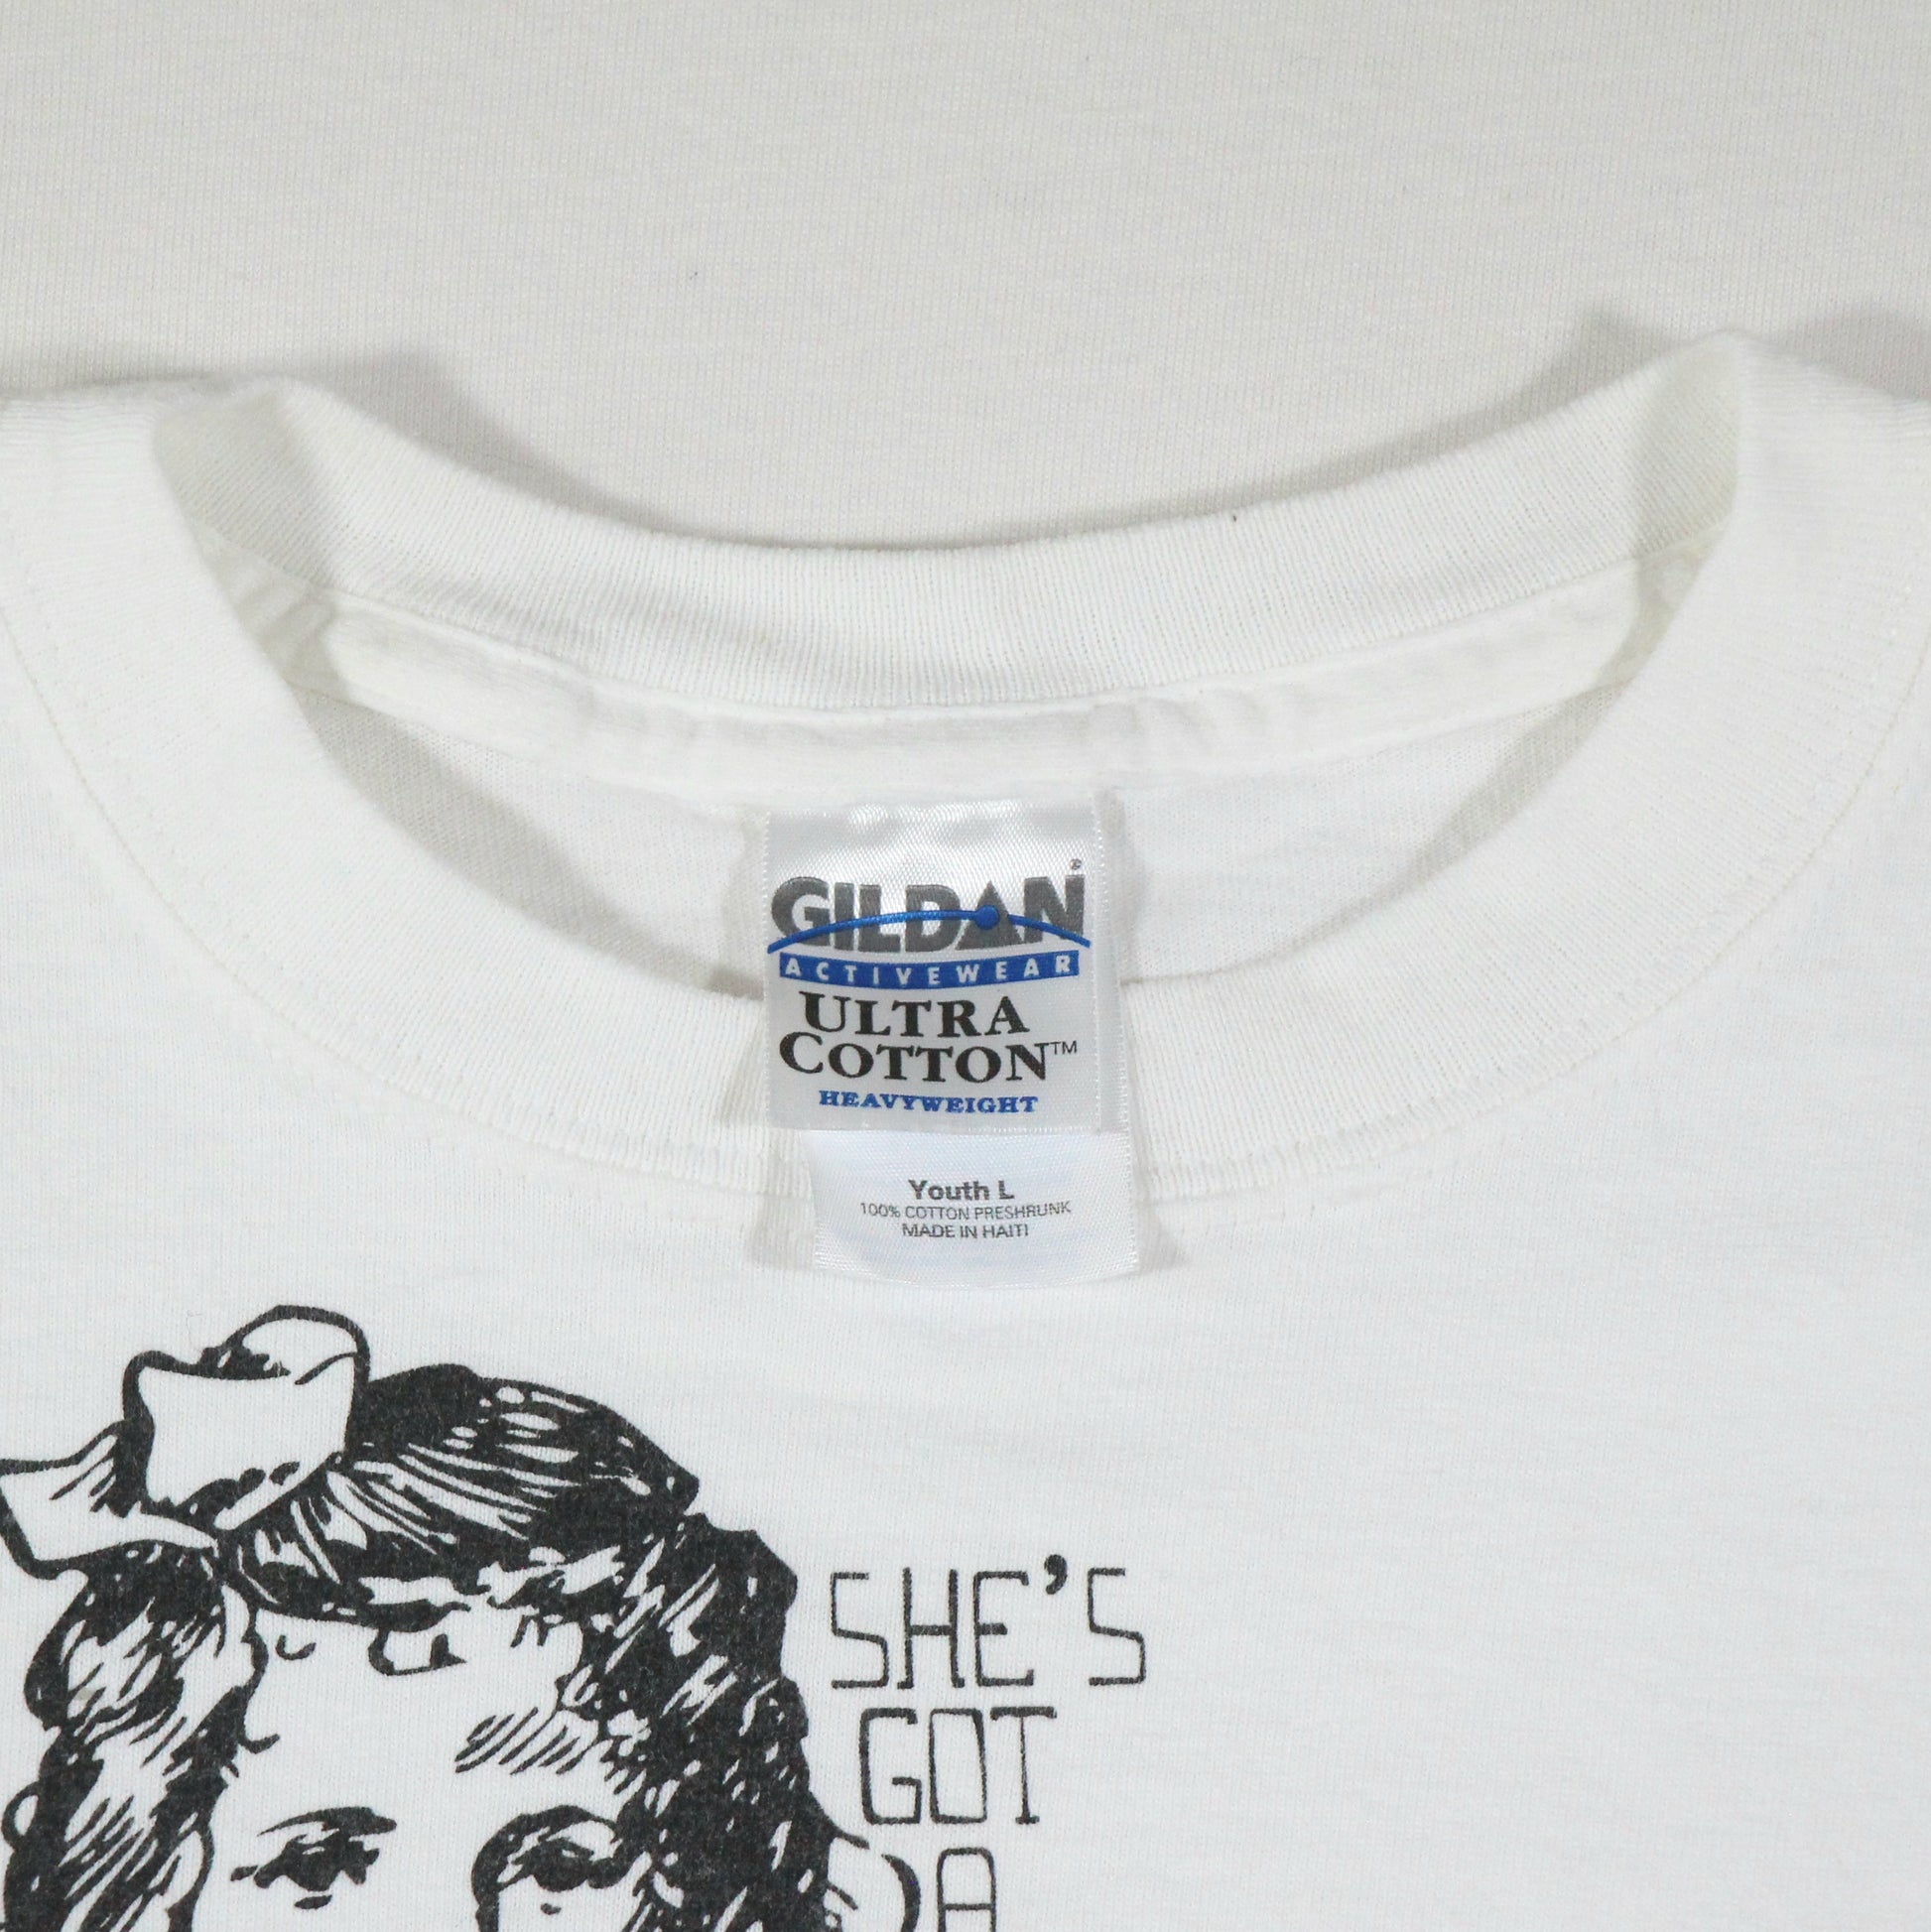 GILDAN®
ACTIVEWEAR
ULTRA
COTTON™
HEAVYWEIGHT
Youth L
100% COTTON PRESHRUNK
MADE IN HAITI
SHE'S
GOT
A